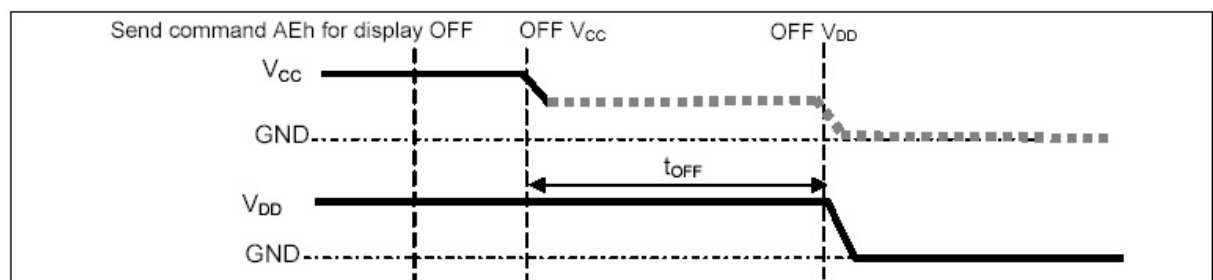 Send command AEh for display OFF OFF VCC OFF VDD
VCC
GND
tOFF
VDD
GND